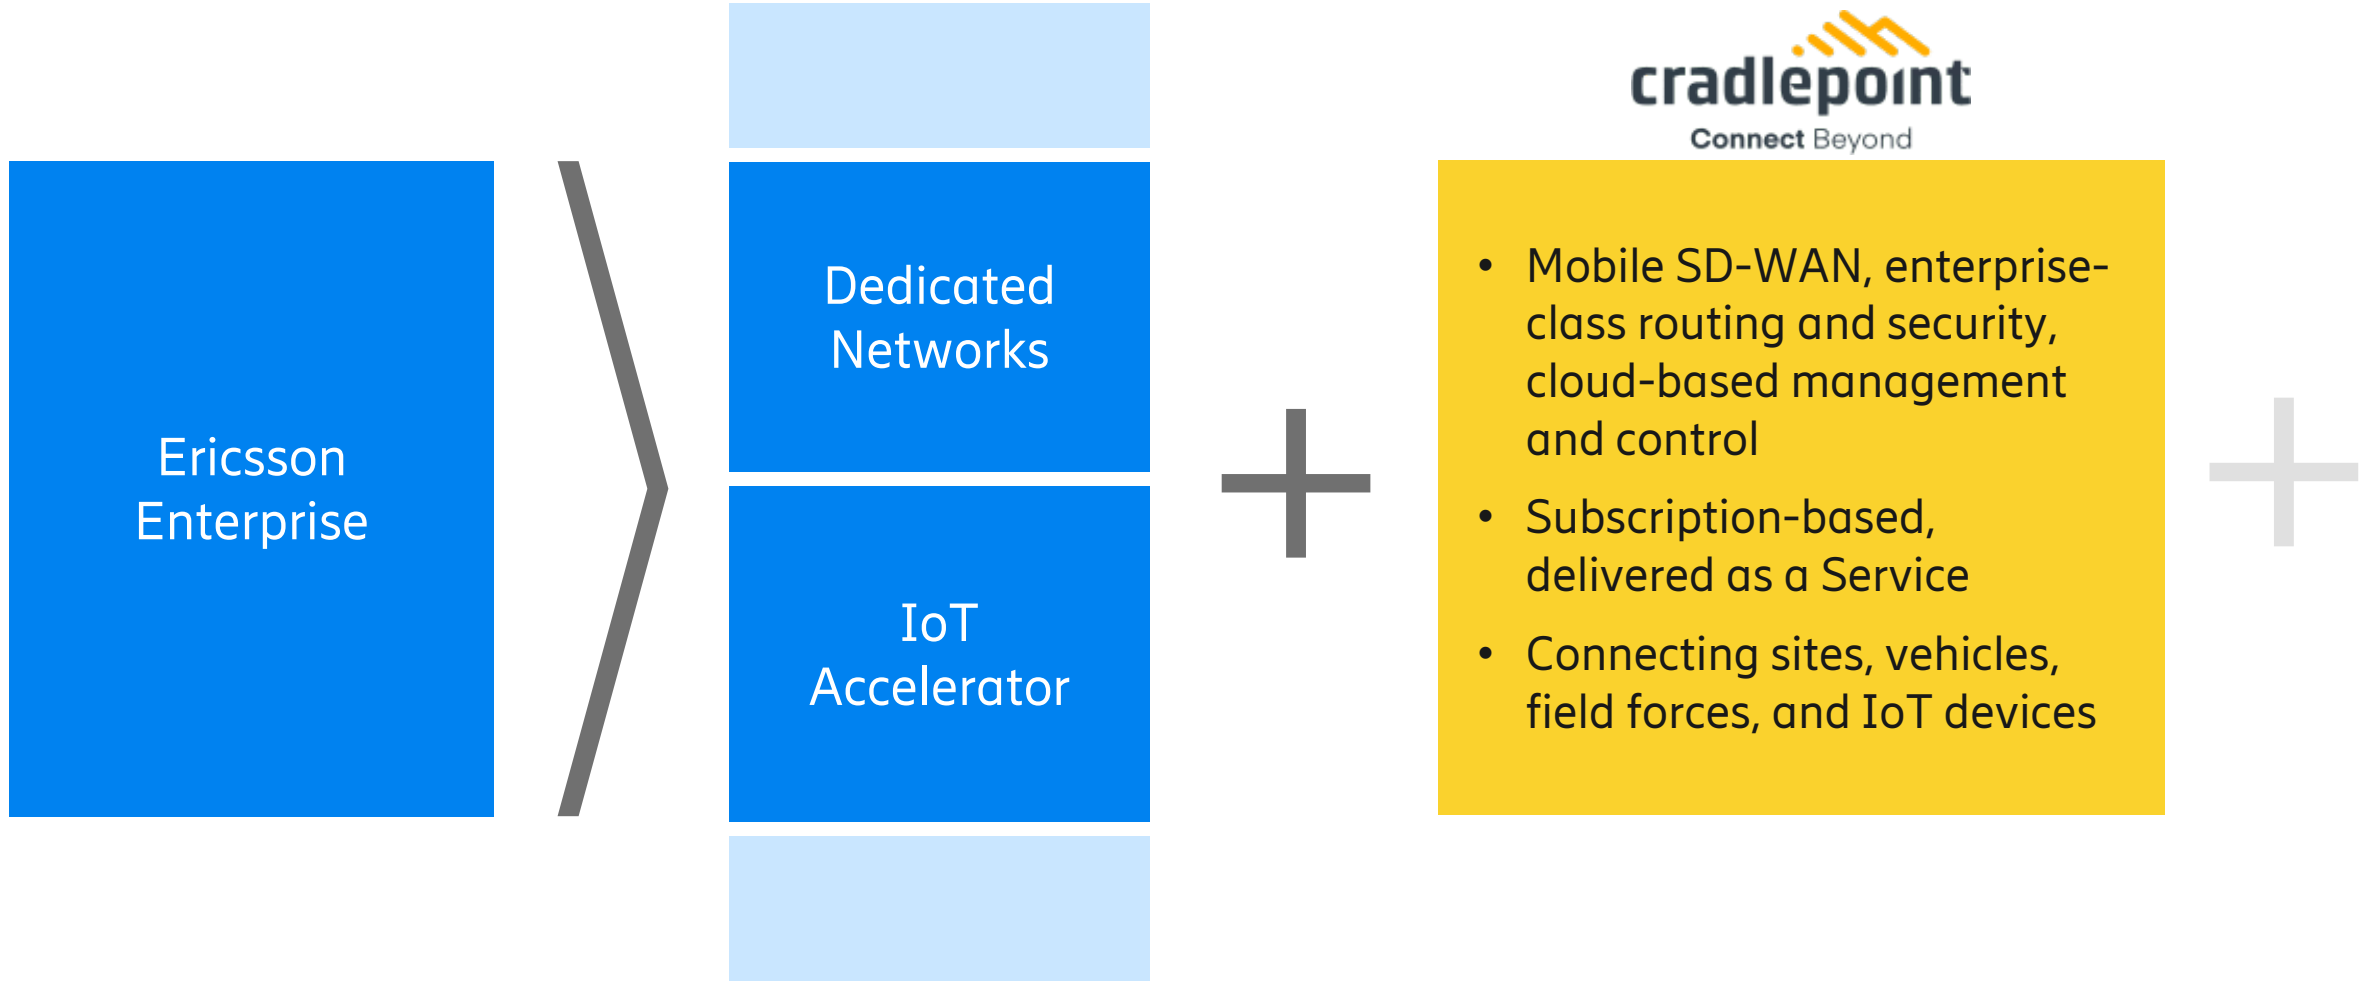 Ericsson
Enterprise
Dedicated
Networks
IoT
Accelerator
cradlepoint
Connect Beyond
• Mobile SD-WAN, enterprise-
class routing and security,
cloud-based management
and control
• Subscription-based,
delivered as a Service
• Connecting sites, vehicles,
field forces, and IoT devices